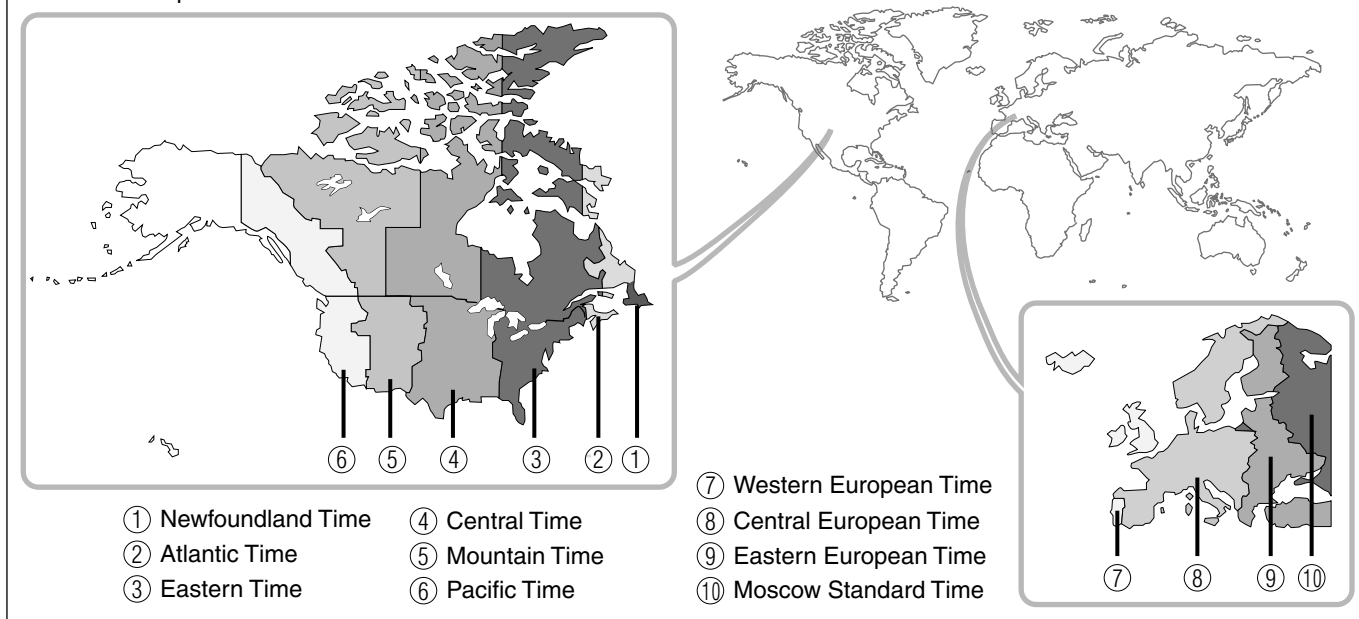 ⑥ ⑤ ④ ③ ② ①
① Newfoundland Time
② Atlantic Time
③ Eastern Time
④ Central Time
⑤ Mountain Time
⑥ Pacific Time
⑦ Western European Time
⑧ Central European Time
⑨ Eastern European Time
⑩ Moscow Standard Time
⑦ ⑧ ⑨ ⑩